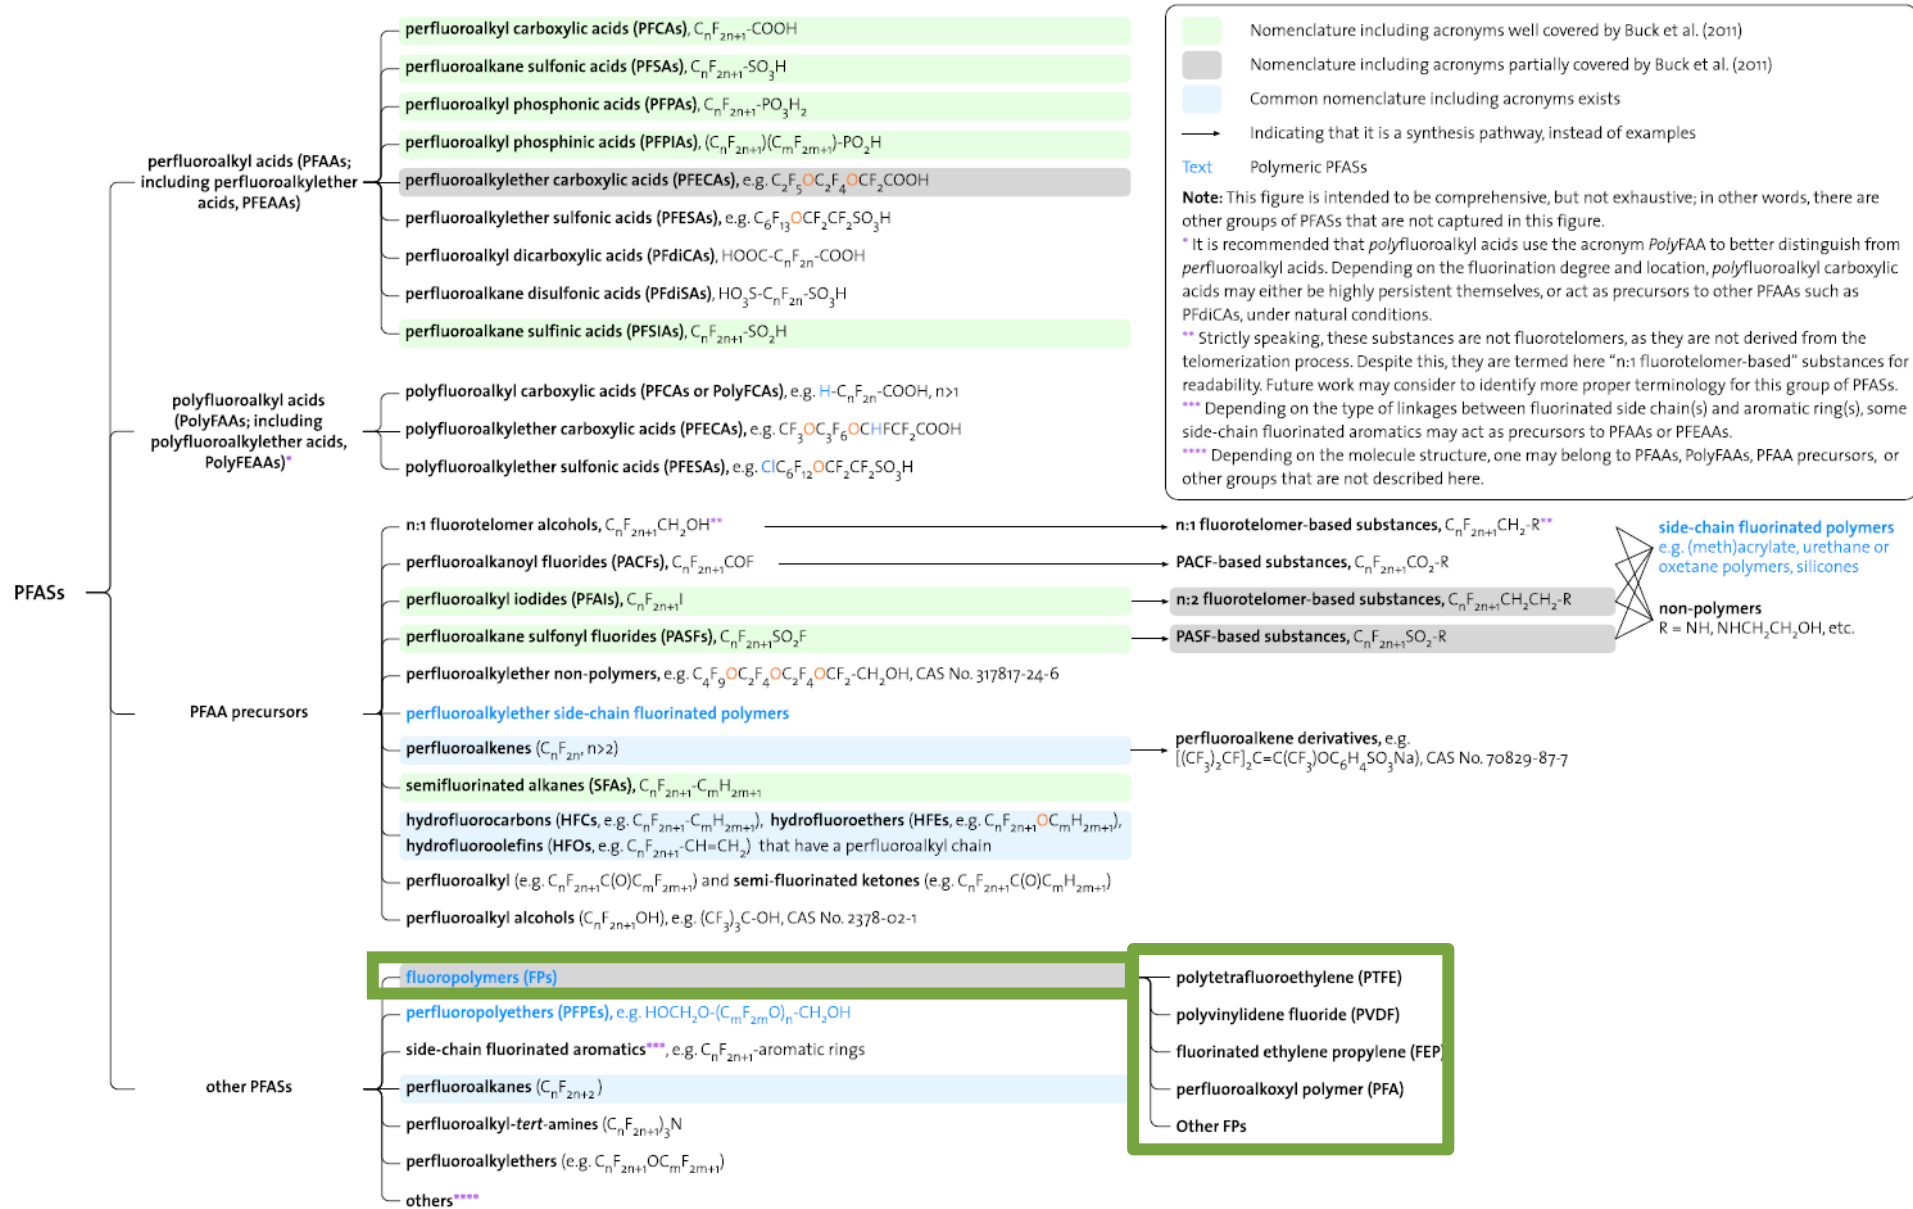 PFASs
perfluoroalkyl acids (PFAAs;
including perfluoroalkylether
acids, PFEAAs)
perfluoroalkyl carboxylic acids (PFCAs), CₙF₂ₙ₊₁-COOH
perfluoroalkane sulfonic acids (PFSAs), CₙF₂ₙ₊₁-SO₃H
perfluoroalkyl phosphonic acids (PFPAs), CₙF₂ₙ₊₁-PO₃H₂
perfluoroalkyl phosphinic acids (PFPIAs), (CₙF₂ₙ₊₁)(CₘF₂ₘ₊₁)-PO₂H
perfluoroalkylether carboxylic acids (PFECAs), e.g. C₂F₅OC₂F₄OCF₂COOH
perfluoroalkylether sulfonic acids (PFESAs), e.g. C₆F₁₃OCF₂CF₂SO₃H
perfluoroalkyl dicarboxylic acids (PFdiCAs), HOOC-CₙF₂ₙ-COOH
perfluoroalkane disulfonic acids (PFdiSAs), HO₃S-CₙF₂ₙ-SO₃H
perfluoroalkane sulfinic acids (PFSIAs), CₙF₂ₙ₊₁-SO₂H
polyfluoroalkyl acids
(PolyFAAs; including
polyfluoroalkylether acids,
PolyFEAAs)*
polyfluoroalkyl carboxylic acids (PFCAs or PolyFCAs), e.g. H-CₙF₂ₙ-COOH, n>1
polyfluoroalkylether carboxylic acids (PFECAs), e.g. CF₃OC₃F₆OCHFCF₂COOH
polyfluoroalkylether sulfonic acids (PFESAs), e.g. ClC₆F₁₂OCF₂CF₂SO₃H
PFAA precursors
n:1 fluorotelomer alcohols, CₙF₂ₙ₊₁CH₂OH**
n:1 fluorotelomer-based substances, CₙF₂ₙ₊₁CH₂-R**
perfluoroalkanoyl fluorides (PACFs), CₙF₂ₙ₊₁COF
PACF-based substances, CₙF₂ₙ₊₁CO₂-R
perfluoroalkyl iodides (PFAIs), CₙF₂ₙ₊₁I
n:2 fluorotelomer-based substances, CₙF₂ₙ₊₁CH₂CH₂-R
perfluoroalkane sulfonyl fluorides (PASFs), CₙF₂ₙ₊₁SO₂F
PASF-based substances, CₙF₂ₙ₊₁SO₂-R
side-chain fluorinated polymers
e.g. (meth)acrylate, urethane or
oxetane polymers, silicones
non-polymers
R = NH, NHCH₂CH₂OH, etc.
perfluoroalkylether non-polymers, e.g. C₄F₉OC₂F₄OC₂F₄OCF₂-CH₂OH, CAS No. 317817-24-6
perfluoroalkylether side-chain fluorinated polymers
perfluoroalkenes (CₙF₂ₙ, n>2)
perfluoroalkene derivatives, e.g.
[(CF₃)₂CF]₂C=C(CF₃)OC₆H₄SO₃Na), CAS No. 70829-87-7
semifluorinated alkanes (SFAs), CₙF₂ₙ₊₁-CₘH₂ₘ₊₁
hydrofluorocarbons (HFCs, e.g. CₙF₂ₙ₊₁-CₘH₂ₘ₊₁), hydrofluoroethers (HFEs, e.g. CₙF₂ₙ₊₁OCₘH₂ₘ₊₁),
hydrofluoroolefins (HFOs, e.g. CₙF₂ₙ₊₁-CH=CH₂) that have a perfluoroalkyl chain
perfluoroalkyl (e.g. CₙF₂ₙ₊₁C(O)CₘF₂ₘ₊₁) and semi-fluorinated ketones (e.g. CₙF₂ₙ₊₁C(O)CₘH₂ₘ₊₁)
perfluoroalkyl alcohols (CₙF₂ₙ₊₁OH), e.g. (CF₃)₃C-OH, CAS No. 2378-02-1
other PFASs
fluoropolymers (FPs)
perfluoropolyethers (PFPEs), e.g. HOCH₂O-(CₘF₂ₘO)ₙ-CH₂OH
side-chain fluorinated aromatics***, e.g. CₙF₂ₙ₊₁-aromatic rings
perfluoroalkanes (CₙF₂ₙ₊₂)
perfluoroalkyl-tert-amines (CₙF₂ₙ₊₁)₃N
perfluoroalkylethers (e.g. CₙF₂ₙ₊₁OCₘF₂ₘ₊₁)
others****
polytetrafluoroethylene (PTFE)
polyvinylidene fluoride (PVDF)
fluorinated ethylene propylene (FEP)
perfluoroalkoxyl polymer (PFA)
Other FPs
Nomenclature including acronyms well covered by Buck et al. (2011)
Nomenclature including acronyms partially covered by Buck et al. (2011)
Common nomenclature including acronyms exists
Indicating that it is a synthesis pathway, instead of examples
Text Polymeric PFASs
Note: This figure is intended to be comprehensive, but not exhaustive; in other words, there are
other groups of PFASs that are not captured in this figure.
* It is recommended that polyfluoroalkyl acids use the acronym PolyFAA to better distinguish from
perfluoroalkyl acids. Depending on the fluorination degree and location, polyfluoroalkyl carboxylic
acids may either be highly persistent themselves, or act as precursors to other PFAAs such as
PFdiCAs, under natural conditions.
** Strictly speaking, these substances are not fluorotelomers, as they are not derived from the
telomerization process. Despite this, they are termed here “n:1 fluorotelomer-based” substances for
readability. Future work may consider to identify more proper terminology for this group of PFASs.
*** Depending on the type of linkages between fluorinated side chain(s) and aromatic ring(s), some
side-chain fluorinated aromatics may act as precursors to PFAAs or PFEAAs.
**** Depending on the molecule structure, one may belong to PFAAs, PolyFAAs, PFAA precursors, or
other groups that are not described here.